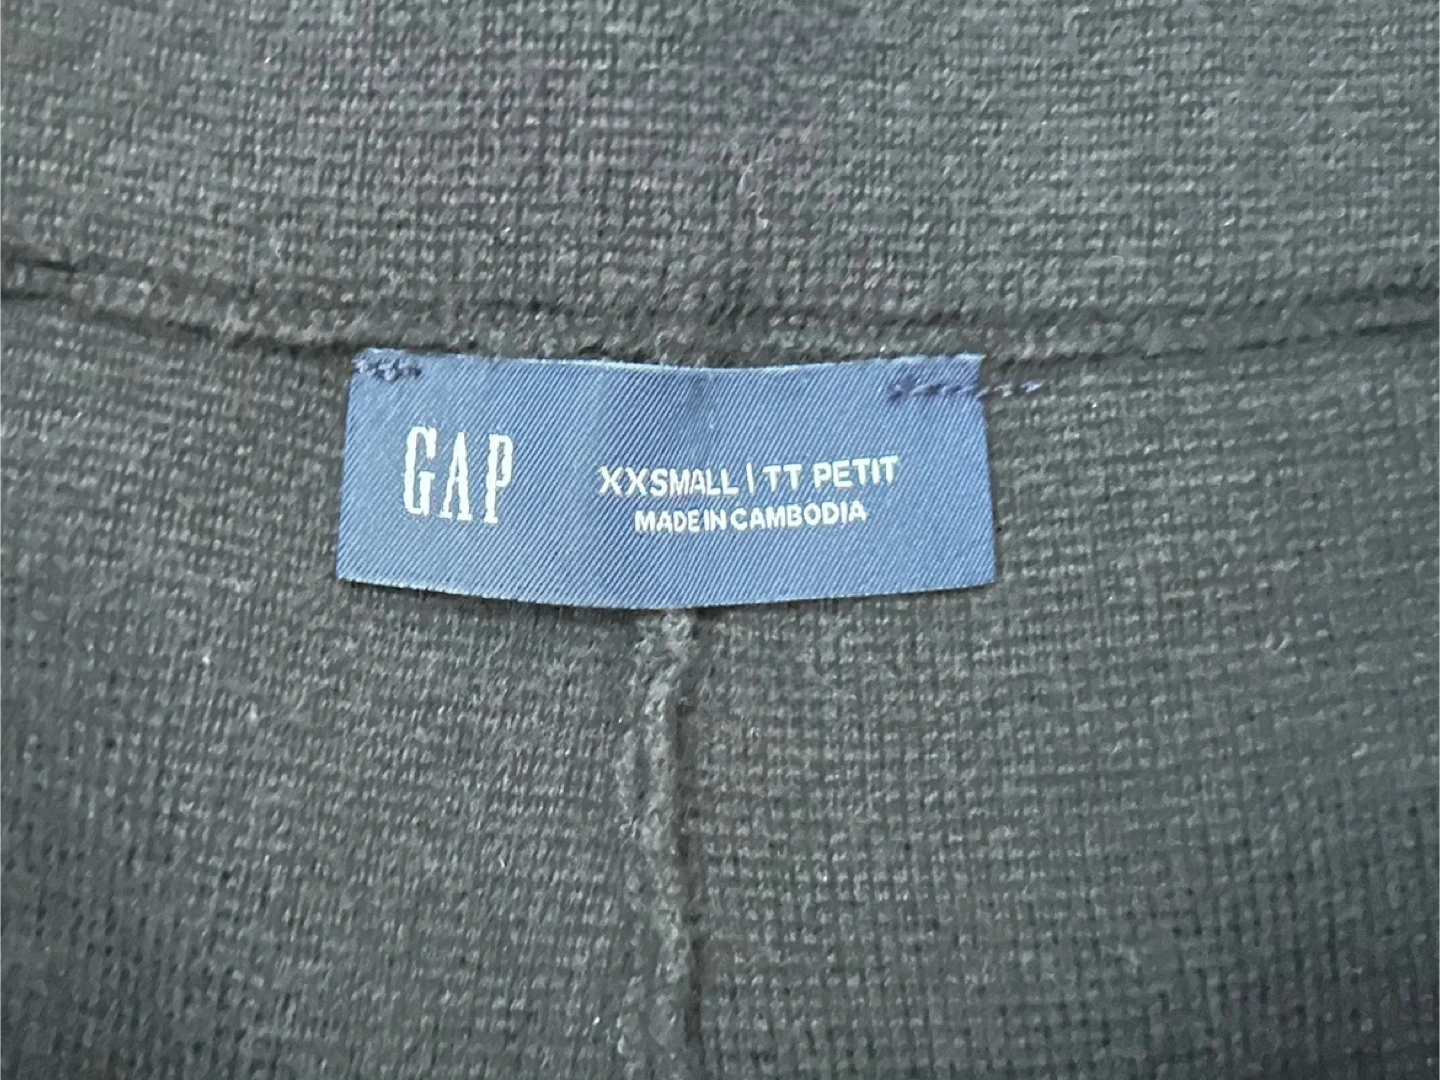 GAP
XXSMALL | TT PETIT
MADE IN CAMBODIA